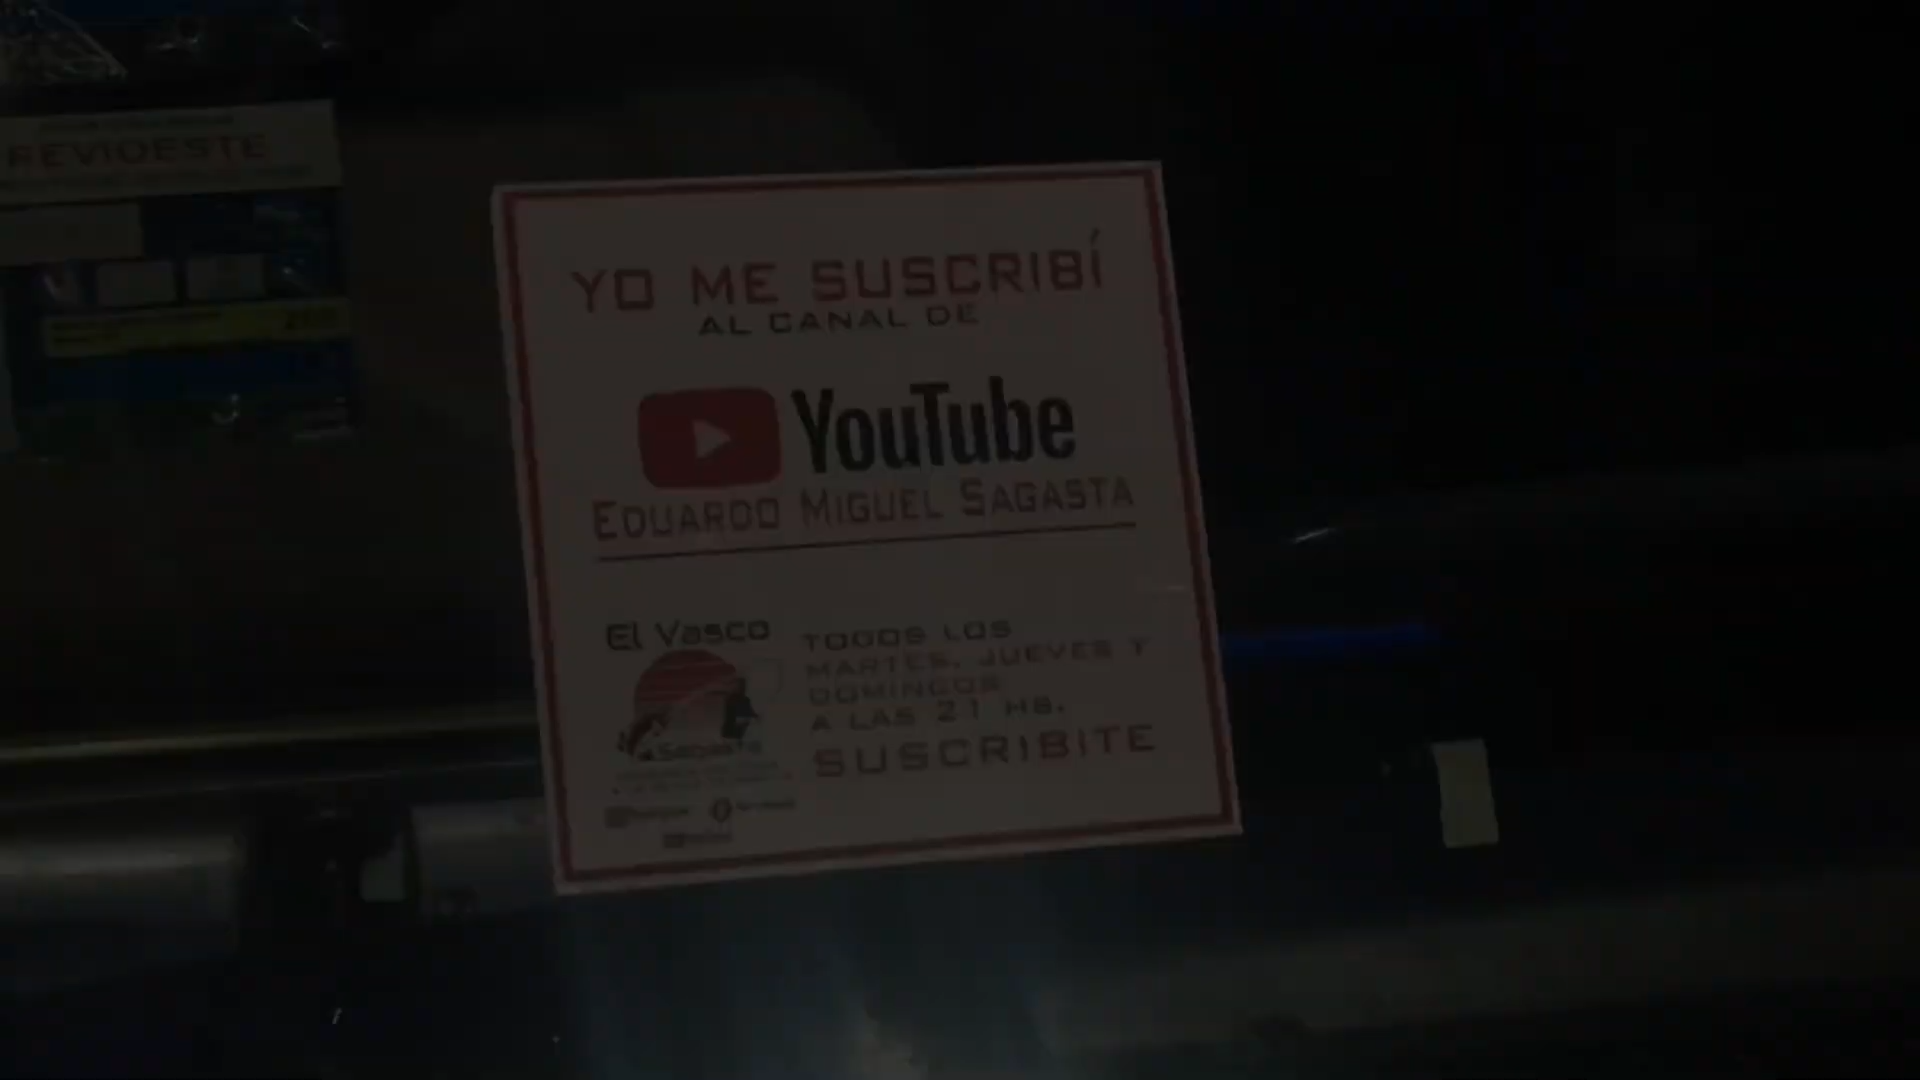 REVIOESTE
YO ME SUSCRIBÍ
AL CANAL DE
YouTube
EDUARDO MIGUEL SAGASTA
El Vasco
Sagasta
TODOS LOS
MARTES, JUEVES Y
DOMINGOS
A LAS 21 HS.
SUSCRIBITE